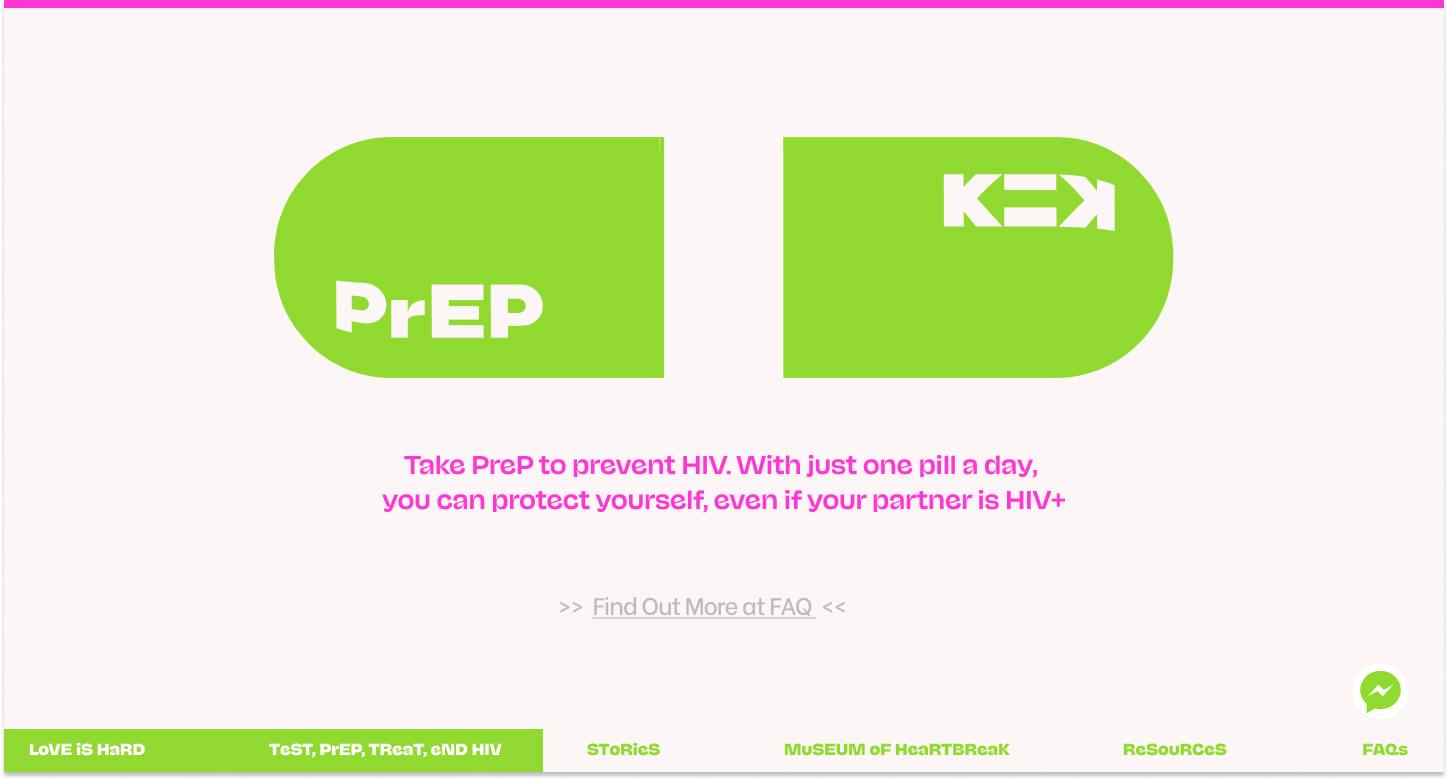 PrEP
K=K
Take PreP to prevent HIV. With just one pill a day,
you can protect yourself, even if your partner is HIV+
>> Find Out More at FAQ <<
LoVE iS HaRD
TeST, PrEP, TReaT, eND HIV
SToRieS
MuSEUM oF HeaRTBReaK
ReSouRCeS
FAQs